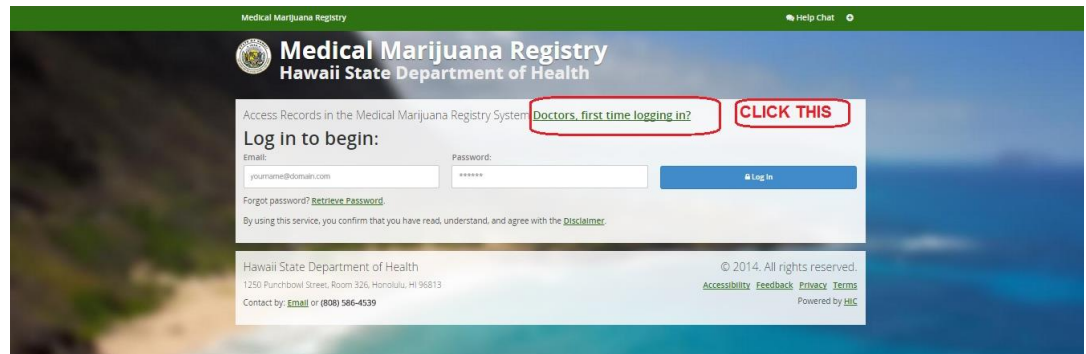 Medical Marijuana Registry
Help Chat
Medical Marijuana Registry
Hawaii State Department of Health
Access Records in the Medical Marijuana Registry System Doctors, first time logging in?
CLICK THIS
Log in to begin:
Email: Password:
yourname@domain.com ****** Log In
Forgot password? Retrieve Password.
By using this service, you confirm that you have read, understand, and agree with the Disclaimer.
Hawaii State Department of Health
1250 Punchbowl Street, Room 326, Honolulu, HI 96813
Contact by: Email or (808) 586-4539
© 2014. All rights reserved.
Accessibility Feedback Privacy Terms
Powered by HIC